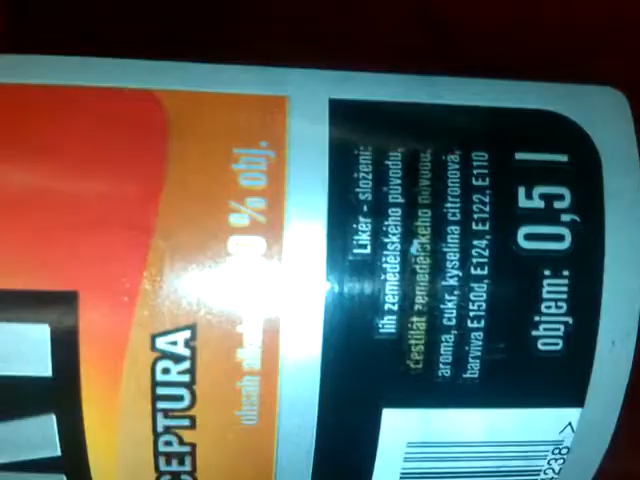 CEPTURA
obsah % obj.
Likér - složení:
líh zemědělského původu,
destilát zemědělského původu,
aroma, cukr, kyselina citronová,
barviva E150d, E124, E122, E110
objem: 0,5 l
4238 >